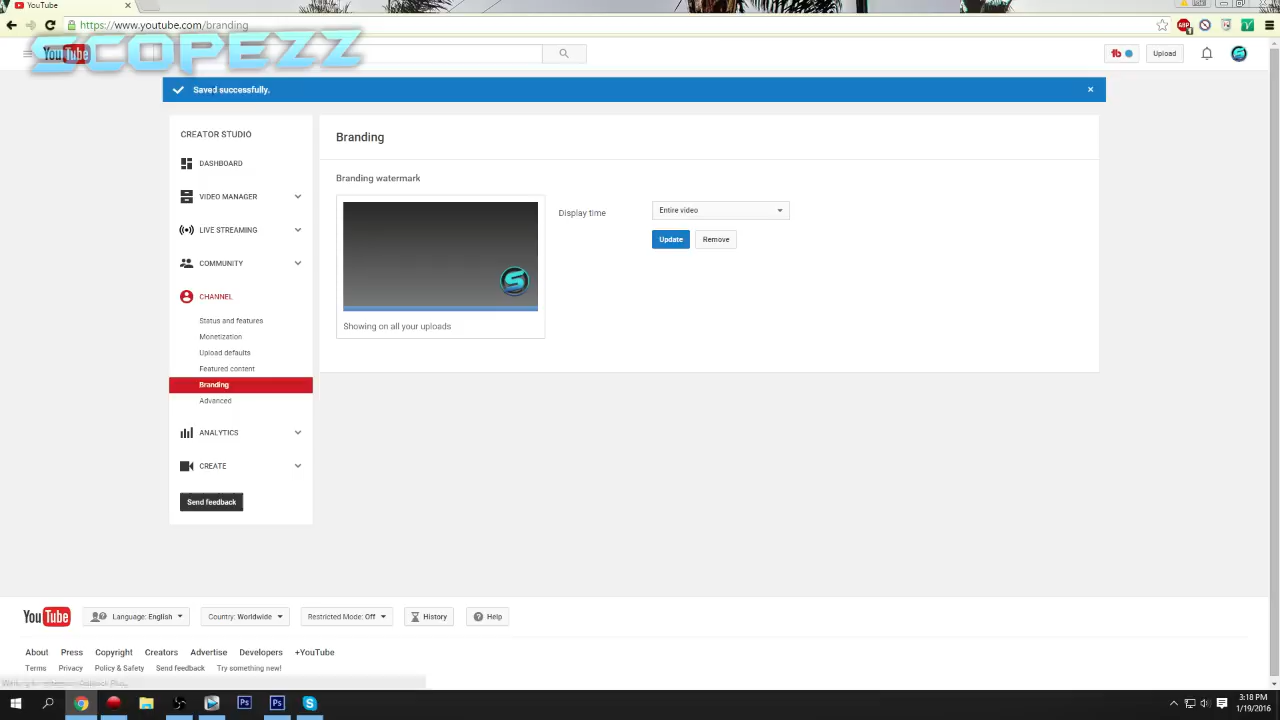 YouTube
https://www.youtube.com/branding
SCOPEZZ
YouTube
Upload
Saved successfully.
CREATOR STUDIO
DASHBOARD
VIDEO MANAGER
LIVE STREAMING
COMMUNITY
CHANNEL
Status and features
Monetization
Upload defaults
Featured content
Branding
Advanced
ANALYTICS
CREATE
Send feedback
Branding
Branding watermark
Display time
Entire video
Update
Remove
S
Showing on all your uploads
YouTube
Language: English
Country: Worldwide
Restricted Mode: Off
History
Help
About
Press
Copyright
Creators
Advertise
Developers
+YouTube
Terms
Privacy
Policy & Safety
Send feedback
Try something new!
3:18 PM
1/19/2016